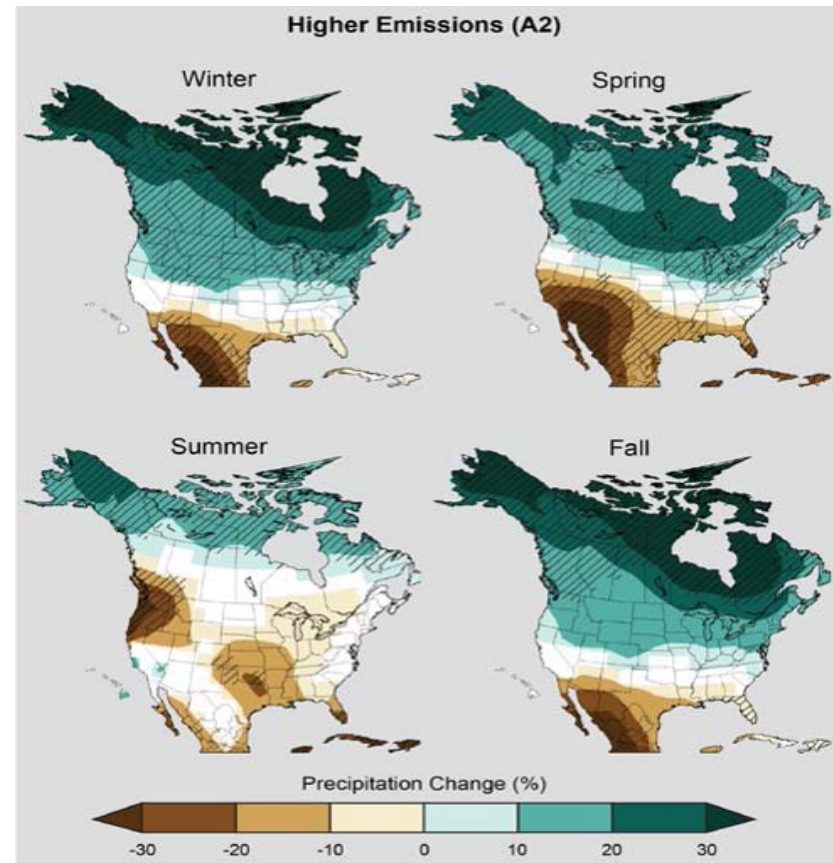 Higher Emissions (A2)
Winter
Spring
Summer
Fall
Precipitation Change (%)
-30 -20 -10 0 10 20 30